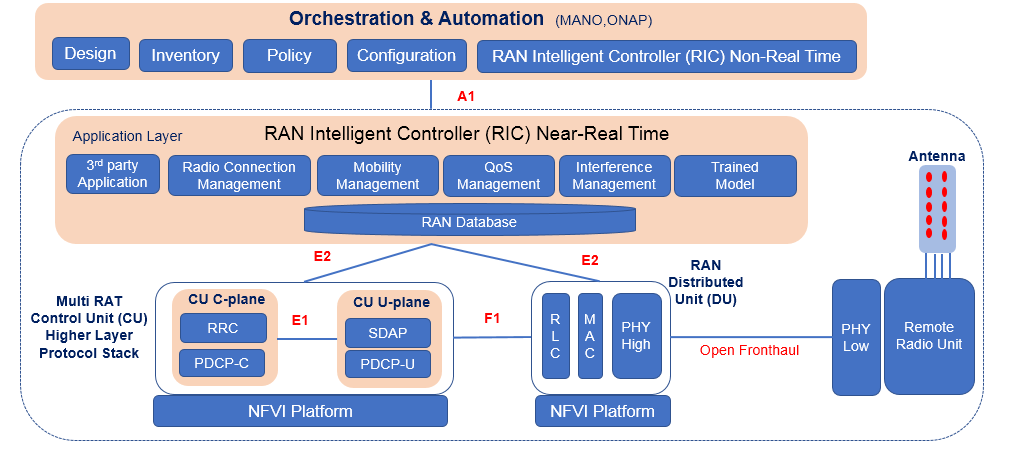 Orchestration & Automation (MANO,ONAP)
Design
Inventory
Policy
Configuration
RAN Intelligent Controller (RIC) Non-Real Time
A1
Application Layer
RAN Intelligent Controller (RIC) Near-Real Time
3rd party
Application
Radio Connection
Management
Mobility
Management
QoS
Management
Interference
Management
Trained
Model
RAN Database
Antenna
E2
E2
RAN
Distributed
Unit (DU)
Multi RAT
Control Unit (CU)
Higher Layer
Protocol Stack
CU C-plane
RRC
PDCP-C
E1
CU U-plane
SDAP
PDCP-U
F1
R
L
C
M
A
C
PHY
High
Open Fronthaul
PHY
Low
Remote
Radio Unit
NFVI Platform
NFVI Platform